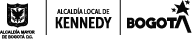 ALCALDÍA MAYOR
DE BOGOTÁ D.C.
ALCALDÍA LOCAL DE
KENNEDY
BOGOTÁ